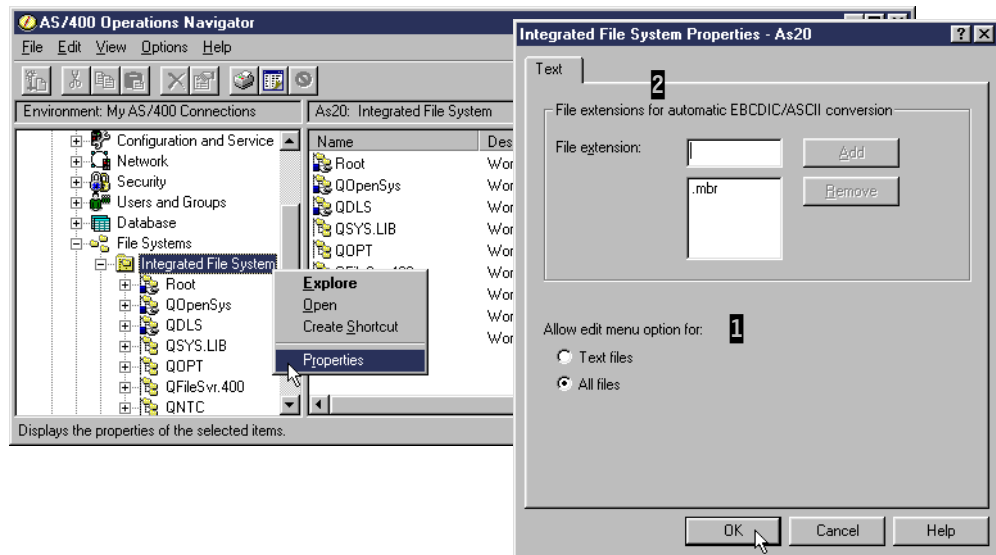 AS/400 Operations Navigator
File Edit View Options Help
Environment: My AS/400 Connections
As20: Integrated File System
Configuration and Service
Network
Security
Users and Groups
Database
File Systems
Integrated File System
Root
QOpenSys
QDLS
QSYS.LIB
QOPT
QFileSvr.400
QNTC
Name Des
Root Wor
QOpenSys Wor
QDLS Wor
QSYS.LIB Wor
QOPT Wor
Wor
Wor
Wor
Wor
Explore
Open
Create Shortcut
Properties
Displays the properties of the selected items.
Integrated File System Properties - As20
Text
2
File extensions for automatic EBCDIC/ASCII conversion
File extension:
Add
.mbr
Remove
Allow edit menu option for: 1
Text files
All files
OK Cancel Help